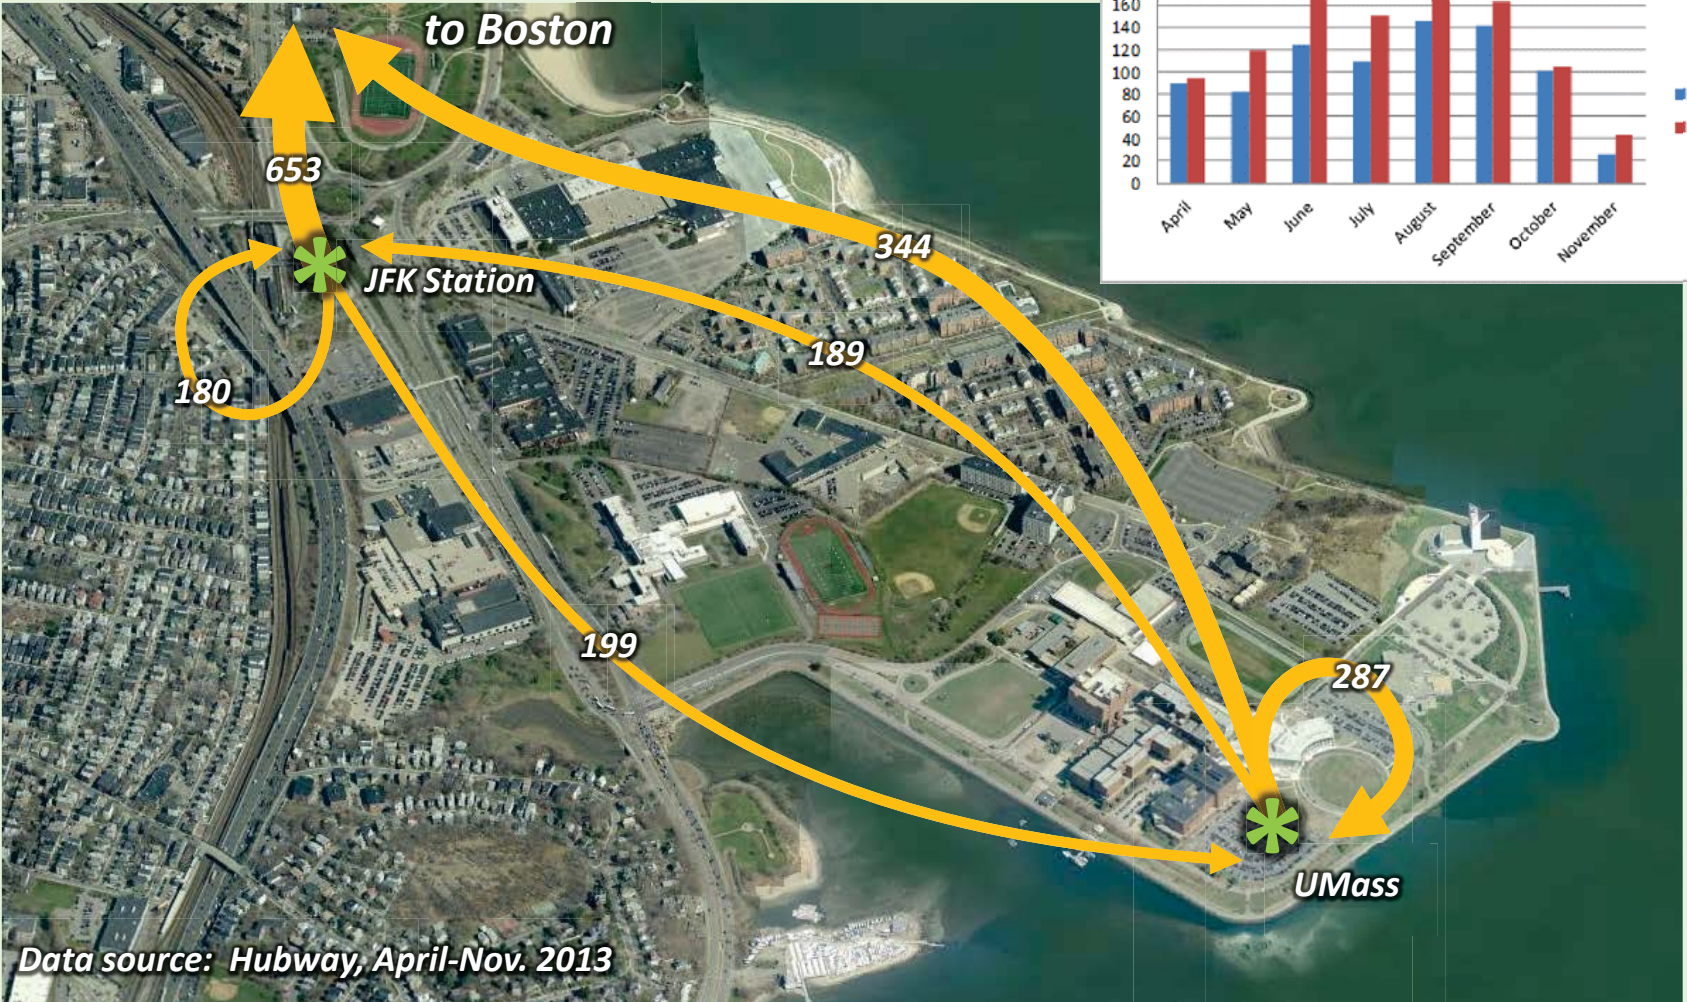 to Boston
160
140
120
100
80
60
40
20
0
April
May
June
July
August
September
October
November
653
344
JFK Station
189
180
199
287
UMass
Data source:  Hubway, April-Nov. 2013